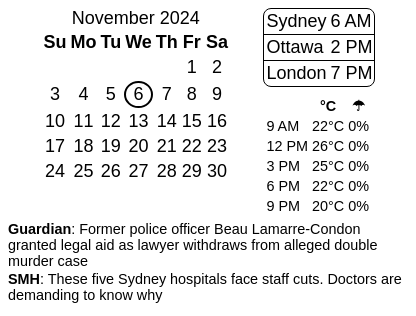 November 2024
Su Mo Tu We Th Fr Sa
1 2
3 4 5 6 7 8 9
10 11 12 13 14 15 16
17 18 19 20 21 22 23
24 25 26 27 28 29 30
Sydney 6 AM
Ottawa 2 PM
London 7 PM
°C ☂
9 AM 22°C 0%
12 PM 26°C 0%
3 PM 25°C 0%
6 PM 22°C 0%
9 PM 20°C 0%
Guardian: Former police officer Beau Lamarre-Condon
granted legal aid as lawyer withdraws from alleged double
murder case
SMH: These five Sydney hospitals face staff cuts. Doctors are
demanding to know why